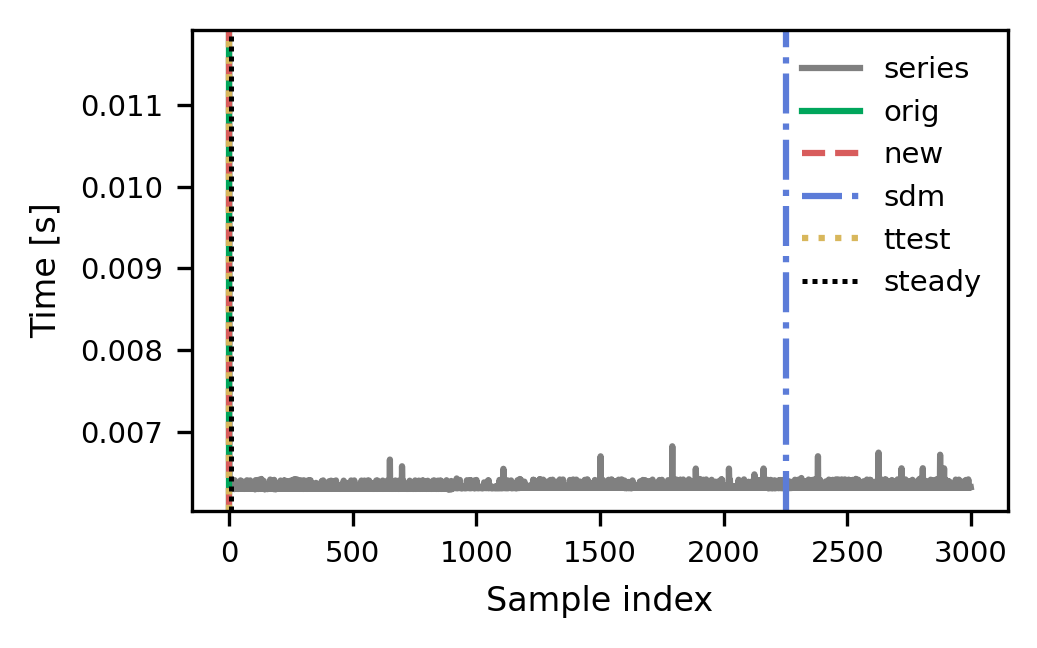 Time [s]
0.011
0.010
0.009
0.008
0.007
series
orig
new
sdm
ttest
steady
0 500 1000 1500 2000 2500 3000
Sample index